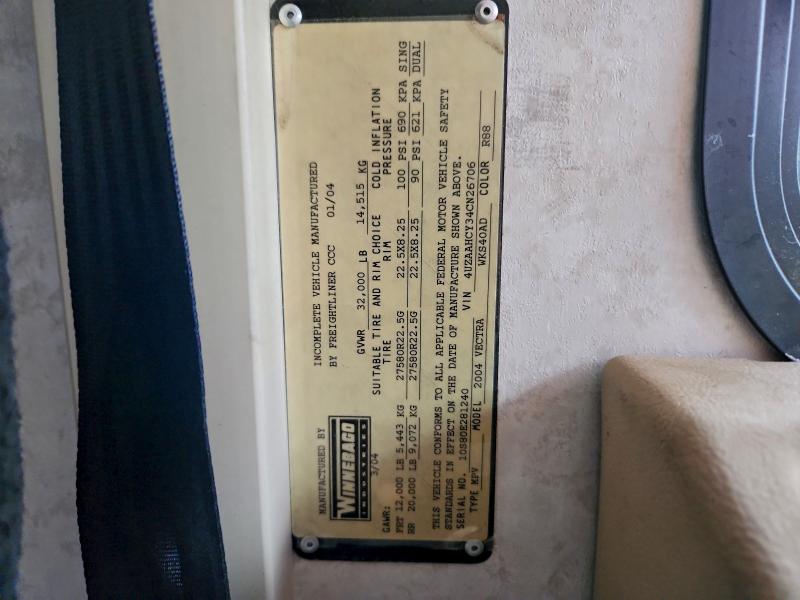 MANUFACTURED BY
WINNEBAGO
INDUSTRIES
3/04
INCOMPLETE VEHICLE MANUFACTURED
BY FREIGHTLINER CCC 01/04
GVWR 32,000 LB 14,515 KG
SUITABLE TIRE AND RIM CHOICE COLD INFLATION
GAWR: TIRE RIM PRESSURE
FRT 12,000 LB 5,443 KG 27580R22.5G 22.5X8.25 100 PSI 690 KPA SING
RR 20,000 LB 9,072 KG 27580R22.5G 22.5X8.25 90 PSI 621 KPA DUAL
THIS VEHICLE CONFORMS TO ALL APPLICABLE FEDERAL MOTOR VEHICLE SAFETY
STANDARDS IN EFFECT ON THE DATE OF MANUFACTURE SHOWN ABOVE.
SERIAL NO. 10S80E281240 VIN 4UZAAHCY34CN26706
TYPE MPV MODEL 2004 VECTRA WKS40AD COLOR R88